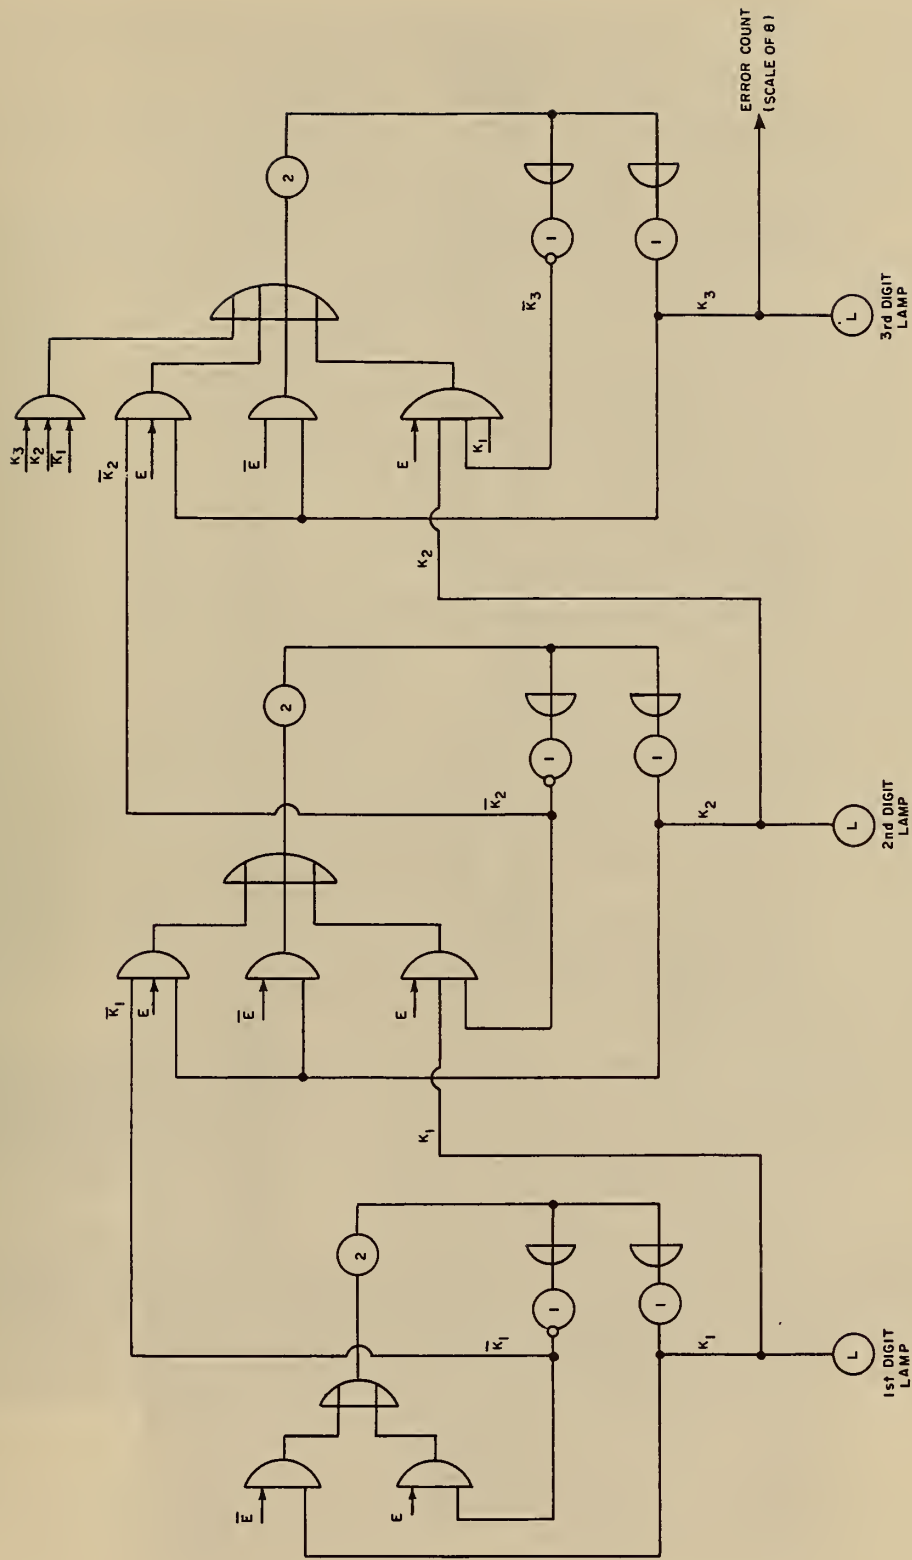 E̅
E
2
1
K̅₁
1
K₁
L
1st DIGIT
LAMP
K̅₁
E
E̅
E
K₁
2
1
K̅₂
1
K₂
L
2nd DIGIT
LAMP
K₃
K₂
K̅₁
K̅₂
E
E̅
E
K₁
K₂
2
1
K̅₃
1
K₃
ERROR COUNT
(SCALE OF 8)
L
3rd DIGIT
LAMP